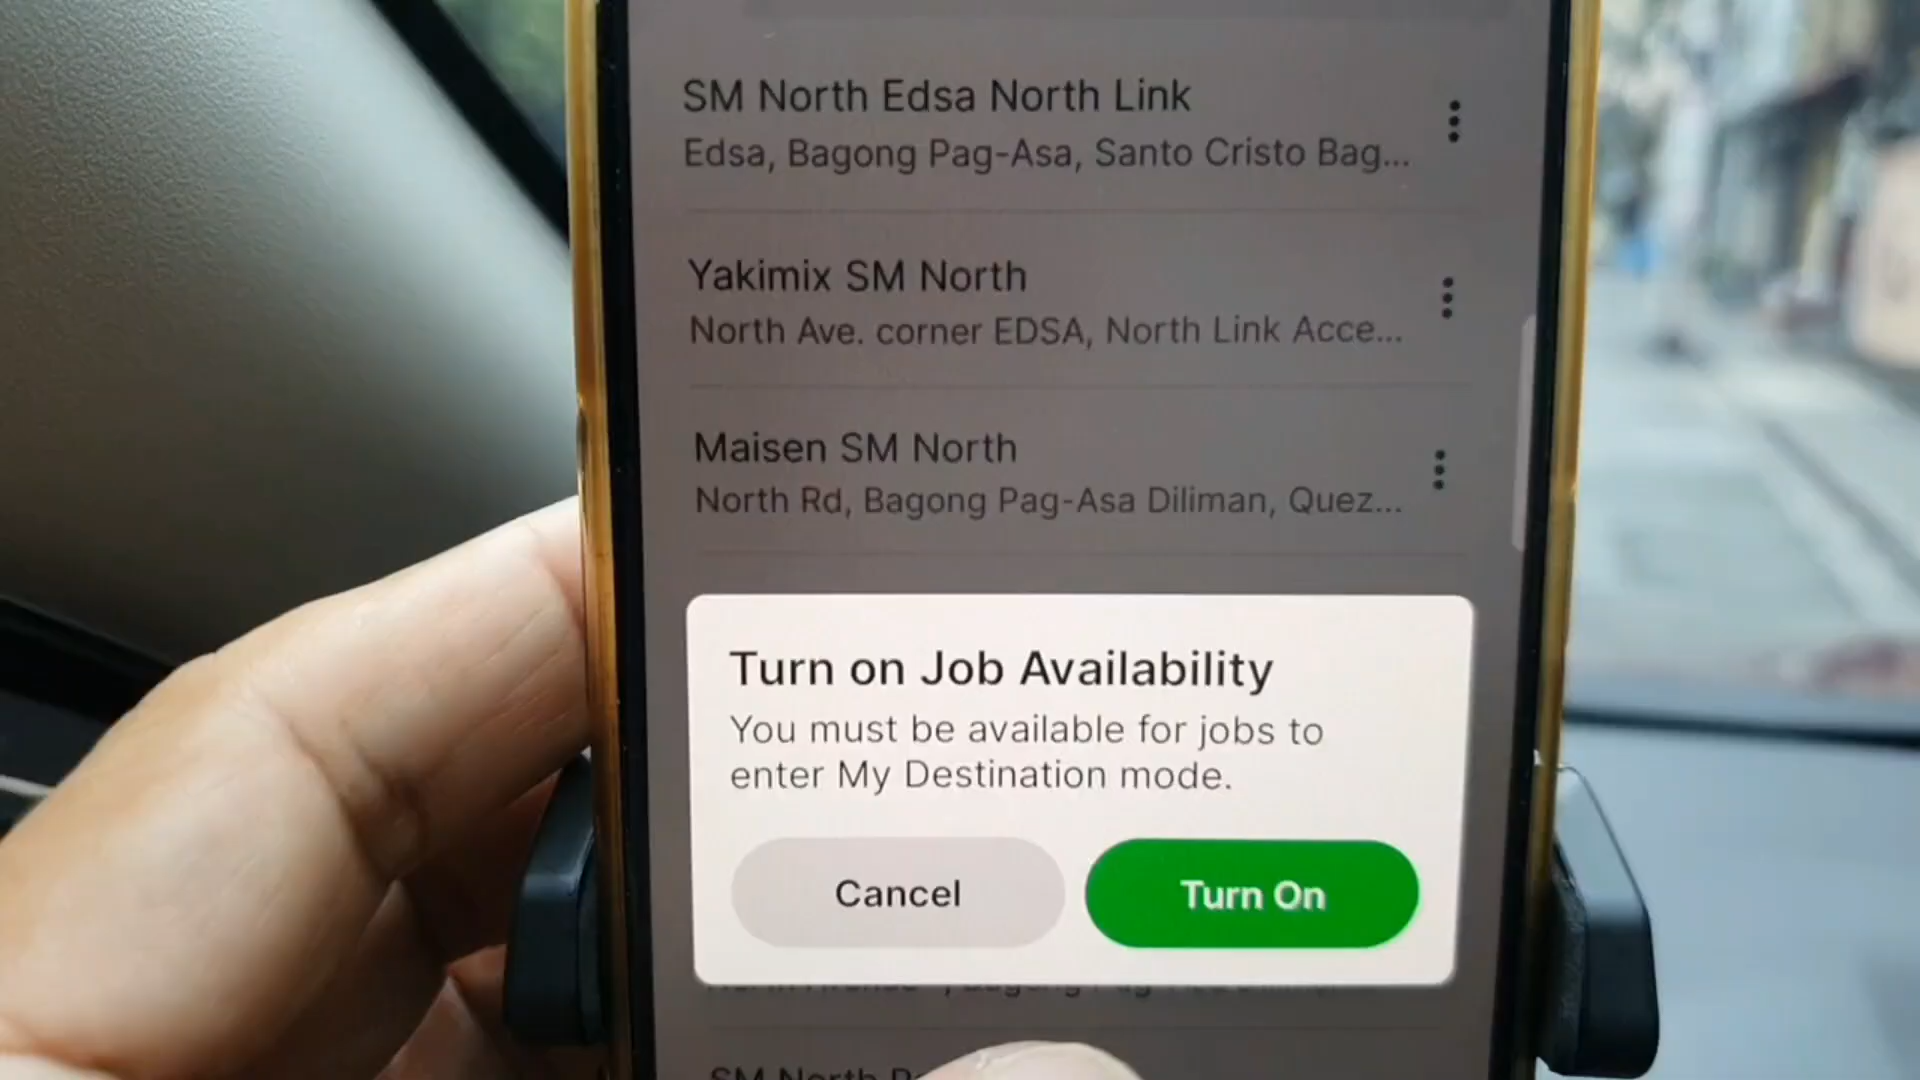 SM North Edsa North Link
Edsa, Bagong Pag-Asa, Santo Cristo Bag...
Yakimix SM North
North Ave. corner EDSA, North Link Acce...
Maisen SM North
North Rd, Bagong Pag-Asa Diliman, Quez...
Turn on Job Availability
You must be available for jobs to
enter My Destination mode.
Cancel
Turn On
SM North